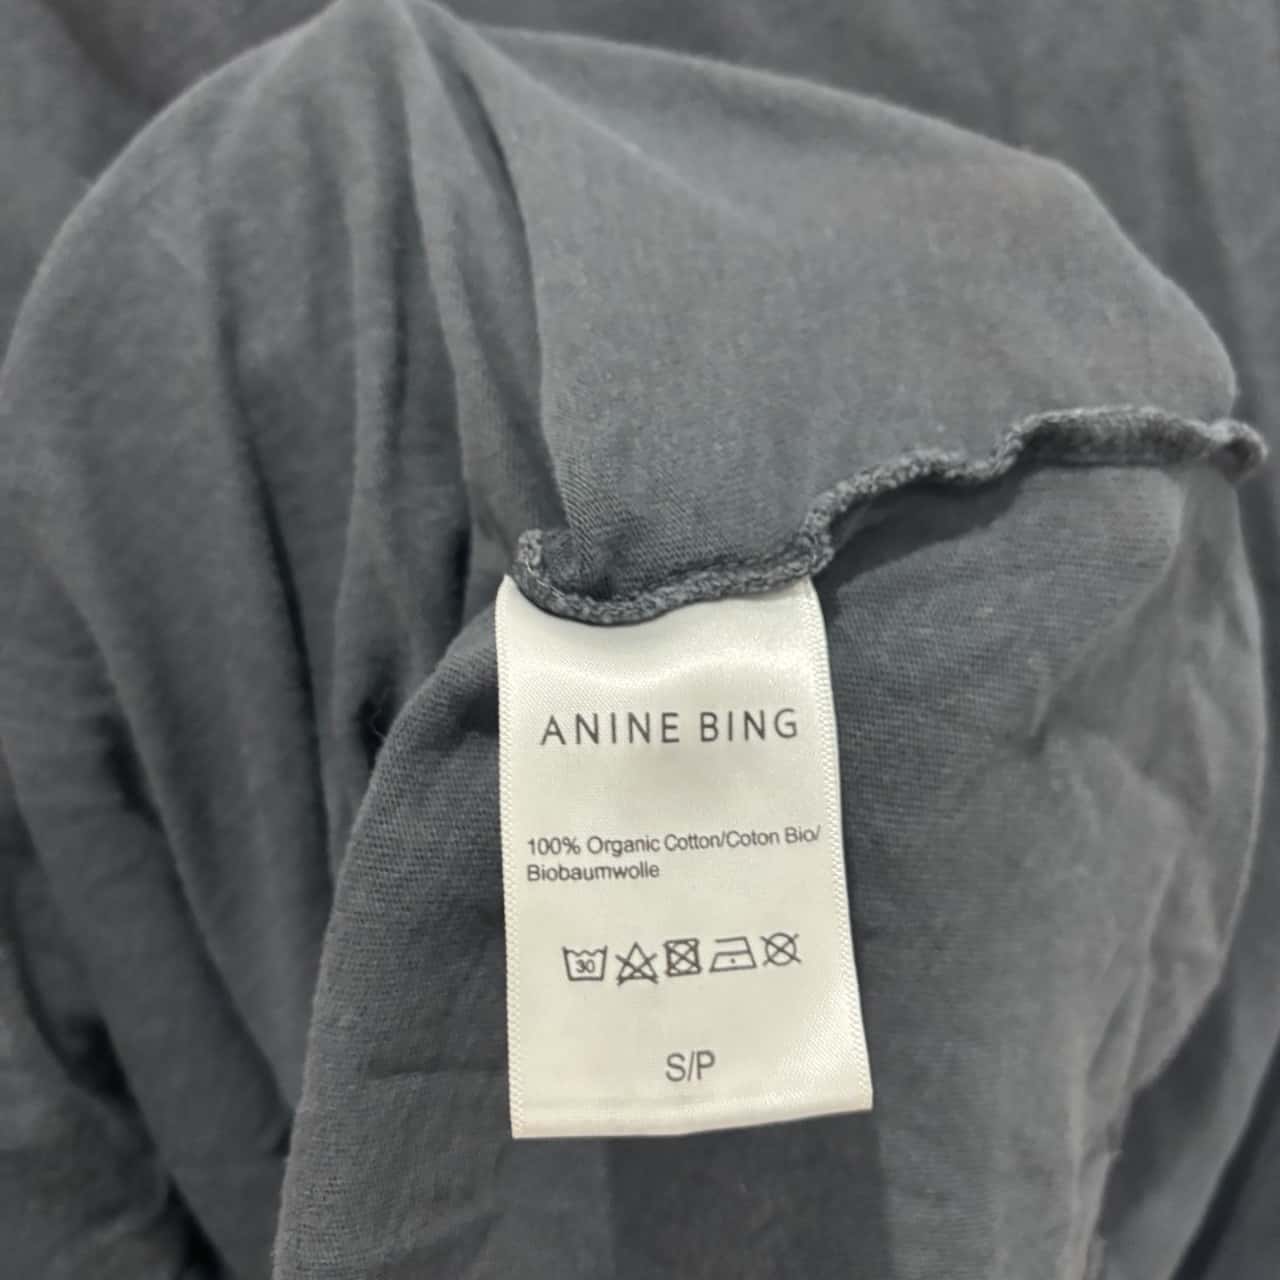 ANINE BING
100% Organic Cotton/Coton Bio/
Biobaumwolle
30
S/P